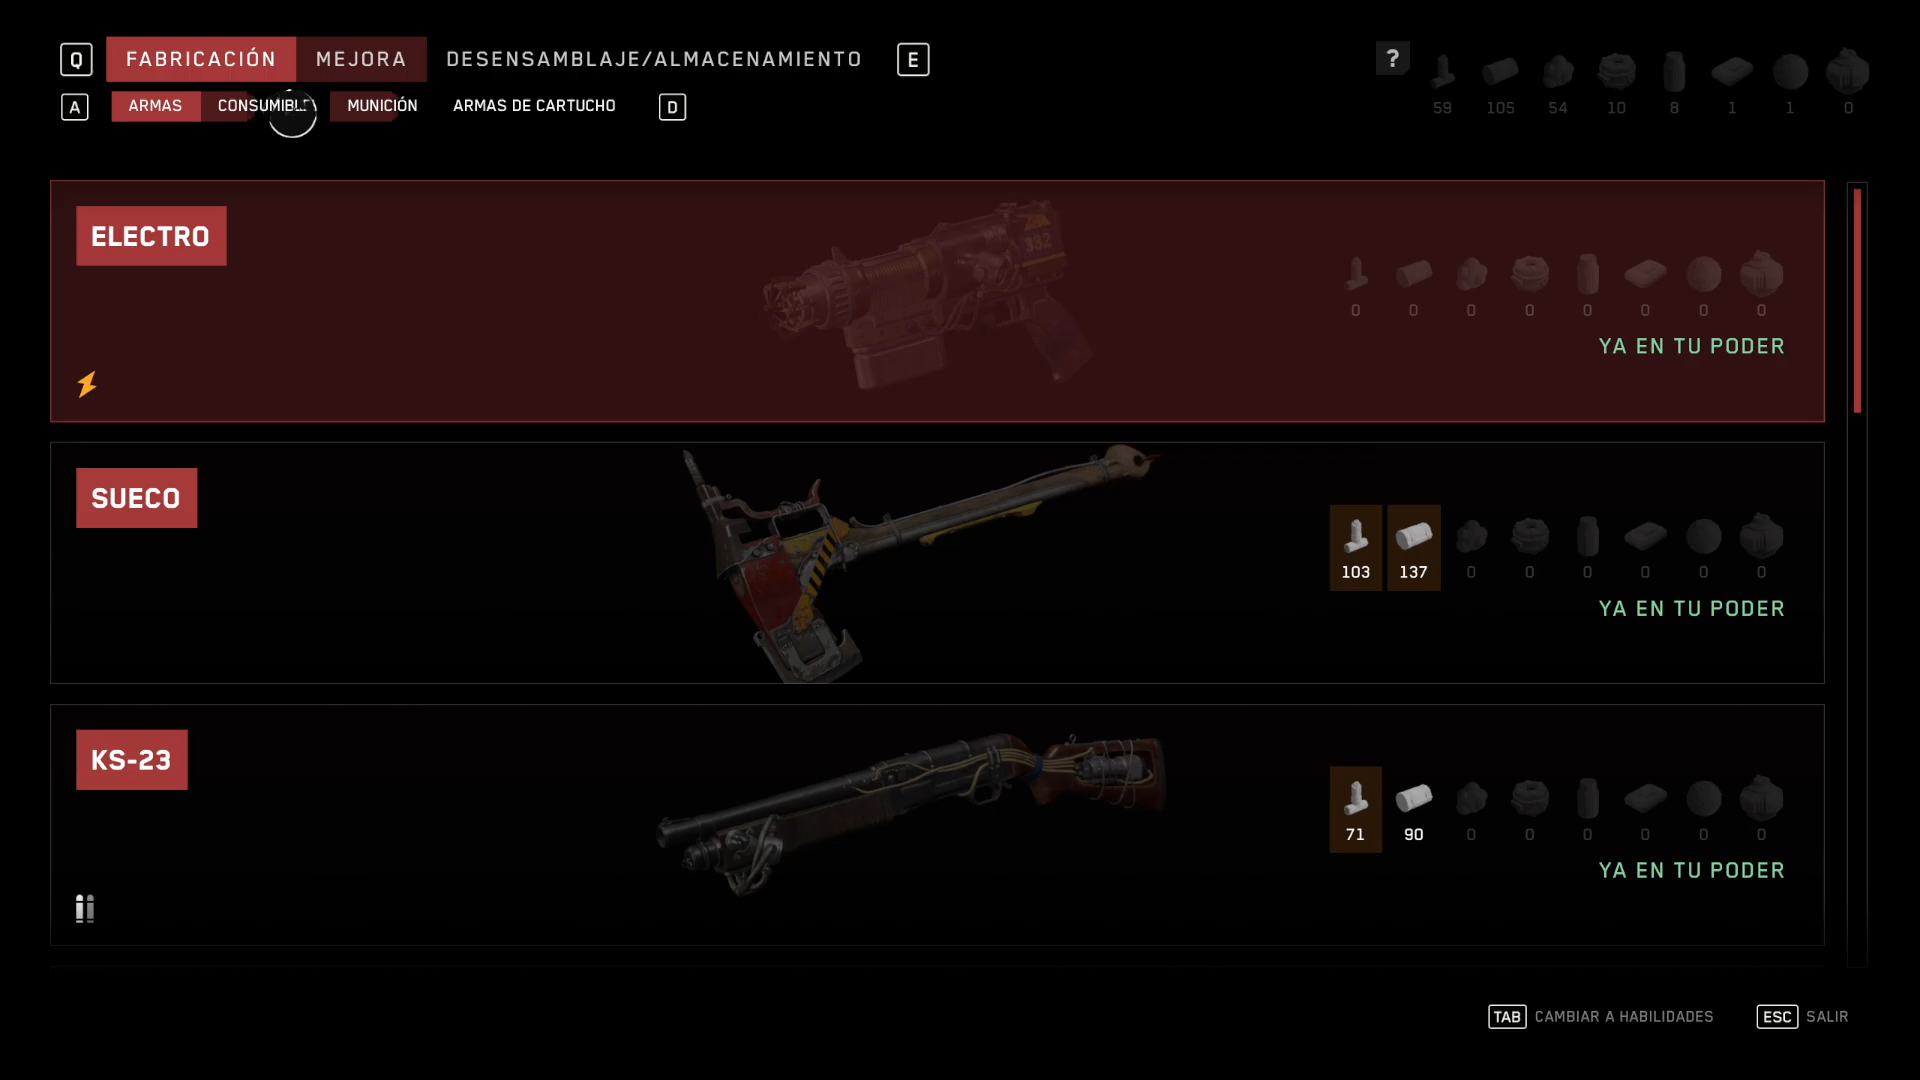 Q FABRICACIÓN MEJORA DESENSAMBLAJE/ALMACENAMIENTO E
A ARMAS CONSUMIBLES MUNICIÓN ARMAS DE CARTUCHO D
?
59 105 54 10 8 1 1 0
ELECTRO
332
0 0 0 0 0 0 0 0
YA EN TU PODER
SUECO
103 137 0 0 0 0 0 0
YA EN TU PODER
KS-23
71 90 0 0 0 0 0 0
YA EN TU PODER
TAB CAMBIAR A HABILIDADES ESC SALIR